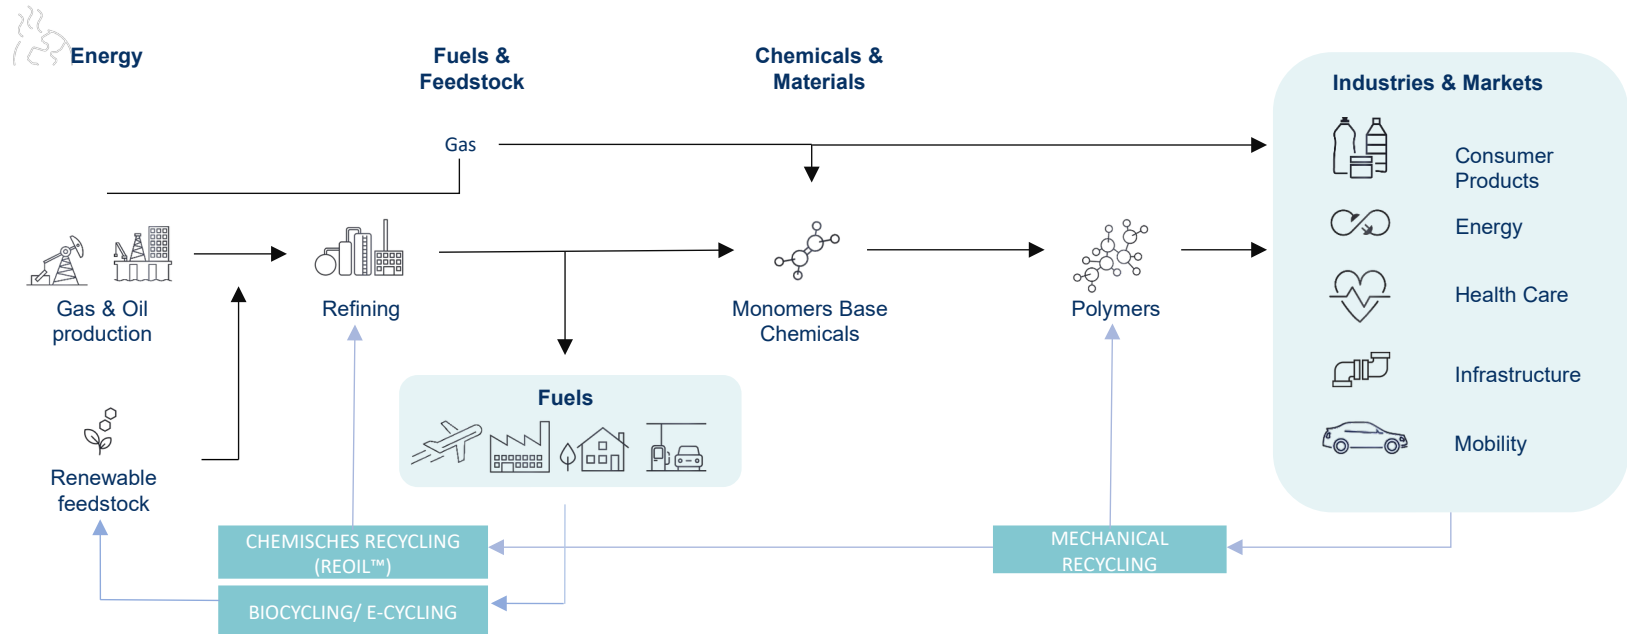 Energy
Fuels &
Feedstock
Chemicals &
Materials
Industries & Markets
Gas
Consumer
Products
Energy
Health Care
Infrastructure
Mobility
Gas & Oil
production
Refining
Monomers Base
Chemicals
Polymers
Fuels
Renewable
feedstock
CHEMISCHES RECYCLING
(REOIL™)
MECHANICAL
RECYCLING
BIOCYCLING/ E-CYCLING